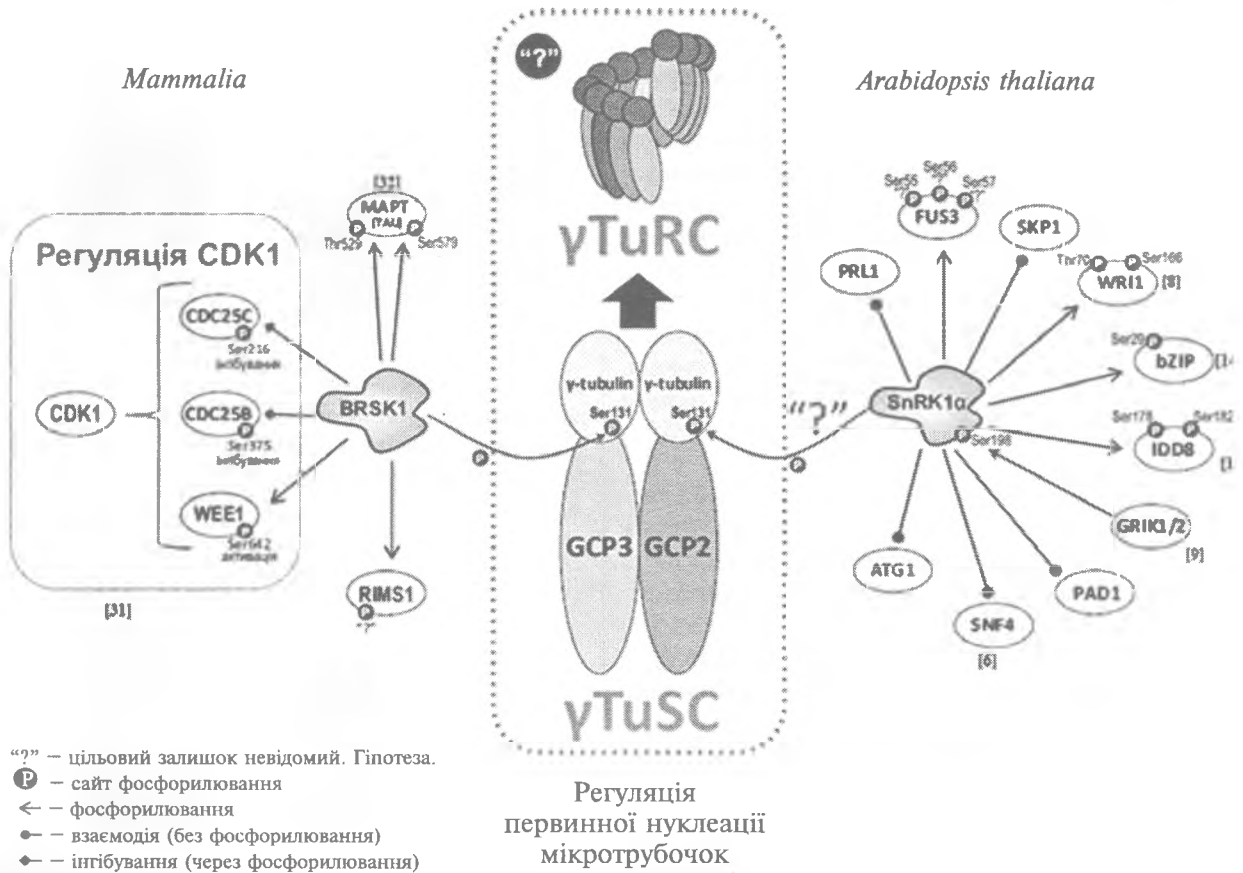 "?"
Mammalia
Arabidopsis thaliana
Регуляція CDK1
CDC25C
P
Ser216
інгібування
CDK1
CDC25B
P
Ser375
інгібування
WEE1
P
Ser642
активація
[31]
MAPT
P
P
Thr529
Ser579
BRSK1
P
RIMS1
P
"?"
γTuRC
γ-tubulin
γ-tubulin
Ser131
Ser131
P
P
GCP3
GCP2
γTuSC
"?"
P
Ser55
Ser56
Ser57
P
P
P
FUS3
SKP1
PRL1
Thr70
P
P
Ser166
WRI1
[8]
Ser29
P
bZIP
SnRK1α
P
Ser198
Ser178
P
P
Ser182
IDD8
GRIK1/2
[9]
ATG1
SNF4
[6]
PAD1
"?" – цільовий залишок невідомий. Гіпотеза.
P – сайт фосфорилювання
← – фосфорилювання
– взаємодія (без фосфорилювання)
– інгібування (через фосфорилювання)
Регуляція
первинної нуклеації
мікротрубочок